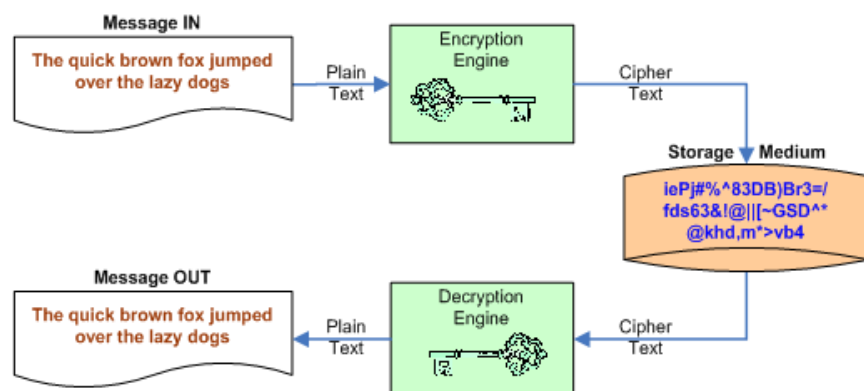 Message IN
The quick brown fox jumped
over the lazy dogs
Plain
Text
Encryption
Engine
Cipher
Text
Storage Medium
iePj#%^83DB)Br3=/
fds63&!@||[~GSD^*
@khd,m*>vb4
Message OUT
The quick brown fox jumped
over the lazy dogs
Plain
Text
Decryption
Engine
Cipher
Text